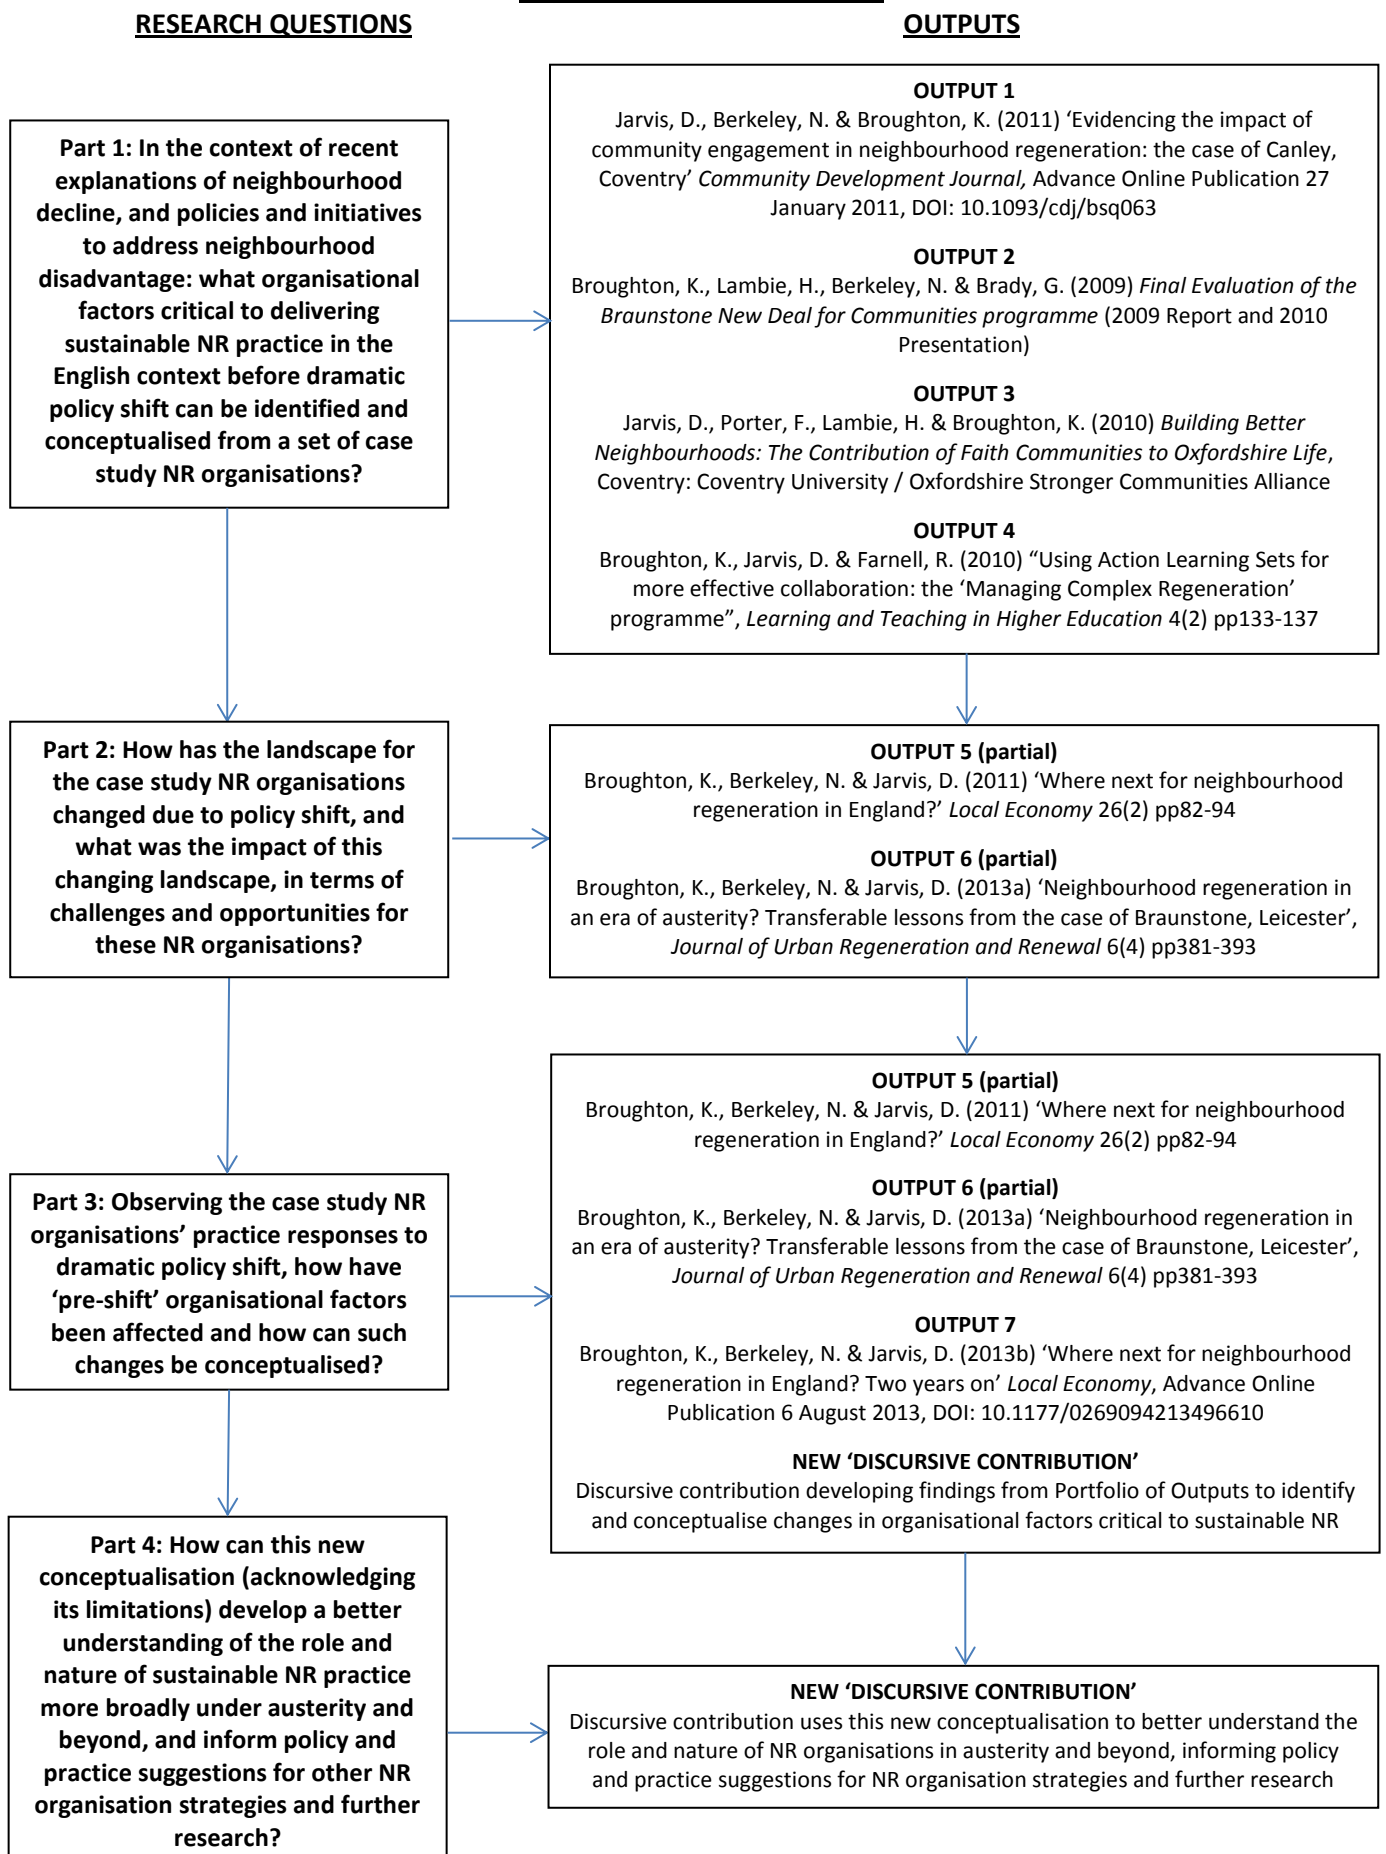 RESEARCH QUESTIONS
OUTPUTS
Part 1: In the context of recent
explanations of neighbourhood
decline, and policies and initiatives
to address neighbourhood
disadvantage: what organisational
factors critical to delivering
sustainable NR practice in the
English context before dramatic
policy shift can be identified and
conceptualised from a set of case
study NR organisations?
OUTPUT 1
Jarvis, D., Berkeley, N. & Broughton, K. (2011) ‘Evidencing the impact of
community engagement in neighbourhood regeneration: the case of Canley,
Coventry’ Community Development Journal, Advance Online Publication 27
January 2011, DOI: 10.1093/cdj/bsq063
OUTPUT 2
Broughton, K., Lambie, H., Berkeley, N. & Brady, G. (2009) Final Evaluation of the
Braunstone New Deal for Communities programme (2009 Report and 2010
Presentation)
OUTPUT 3
Jarvis, D., Porter, F., Lambie, H. & Broughton, K. (2010) Building Better
Neighbourhoods: The Contribution of Faith Communities to Oxfordshire Life,
Coventry: Coventry University / Oxfordshire Stronger Communities Alliance
OUTPUT 4
Broughton, K., Jarvis, D. & Farnell, R. (2010) “Using Action Learning Sets for
more effective collaboration: the ‘Managing Complex Regeneration’
programme”, Learning and Teaching in Higher Education 4(2) pp133-137
Part 2: How has the landscape for
the case study NR organisations
changed due to policy shift, and
what was the impact of this
changing landscape, in terms of
challenges and opportunities for
these NR organisations?
OUTPUT 5 (partial)
Broughton, K., Berkeley, N. & Jarvis, D. (2011) ‘Where next for neighbourhood
regeneration in England?’ Local Economy 26(2) pp82-94
OUTPUT 6 (partial)
Broughton, K., Berkeley, N. & Jarvis, D. (2013a) ‘Neighbourhood regeneration in
an era of austerity? Transferable lessons from the case of Braunstone, Leicester’,
Journal of Urban Regeneration and Renewal 6(4) pp381-393
Part 3: Observing the case study NR
organisations’ practice responses to
dramatic policy shift, how have
‘pre-shift’ organisational factors
been affected and how can such
changes be conceptualised?
OUTPUT 5 (partial)
Broughton, K., Berkeley, N. & Jarvis, D. (2011) ‘Where next for neighbourhood
regeneration in England?’ Local Economy 26(2) pp82-94
OUTPUT 6 (partial)
Broughton, K., Berkeley, N. & Jarvis, D. (2013a) ‘Neighbourhood regeneration in
an era of austerity? Transferable lessons from the case of Braunstone, Leicester’,
Journal of Urban Regeneration and Renewal 6(4) pp381-393
OUTPUT 7
Broughton, K., Berkeley, N. & Jarvis, D. (2013b) ‘Where next for neighbourhood
regeneration in England? Two years on’ Local Economy, Advance Online
Publication 6 August 2013, DOI: 10.1177/0269094213496610
NEW ‘DISCURSIVE CONTRIBUTION’
Discursive contribution developing findings from Portfolio of Outputs to identify
and conceptualise changes in organisational factors critical to sustainable NR
Part 4: How can this new
conceptualisation (acknowledging
its limitations) develop a better
understanding of the role and
nature of sustainable NR practice
more broadly under austerity and
beyond, and inform policy and
practice suggestions for other NR
organisation strategies and further
research?
NEW ‘DISCURSIVE CONTRIBUTION’
Discursive contribution uses this new conceptualisation to better understand the
role and nature of NR organisations in austerity and beyond, informing policy
and practice suggestions for NR organisation strategies and further research